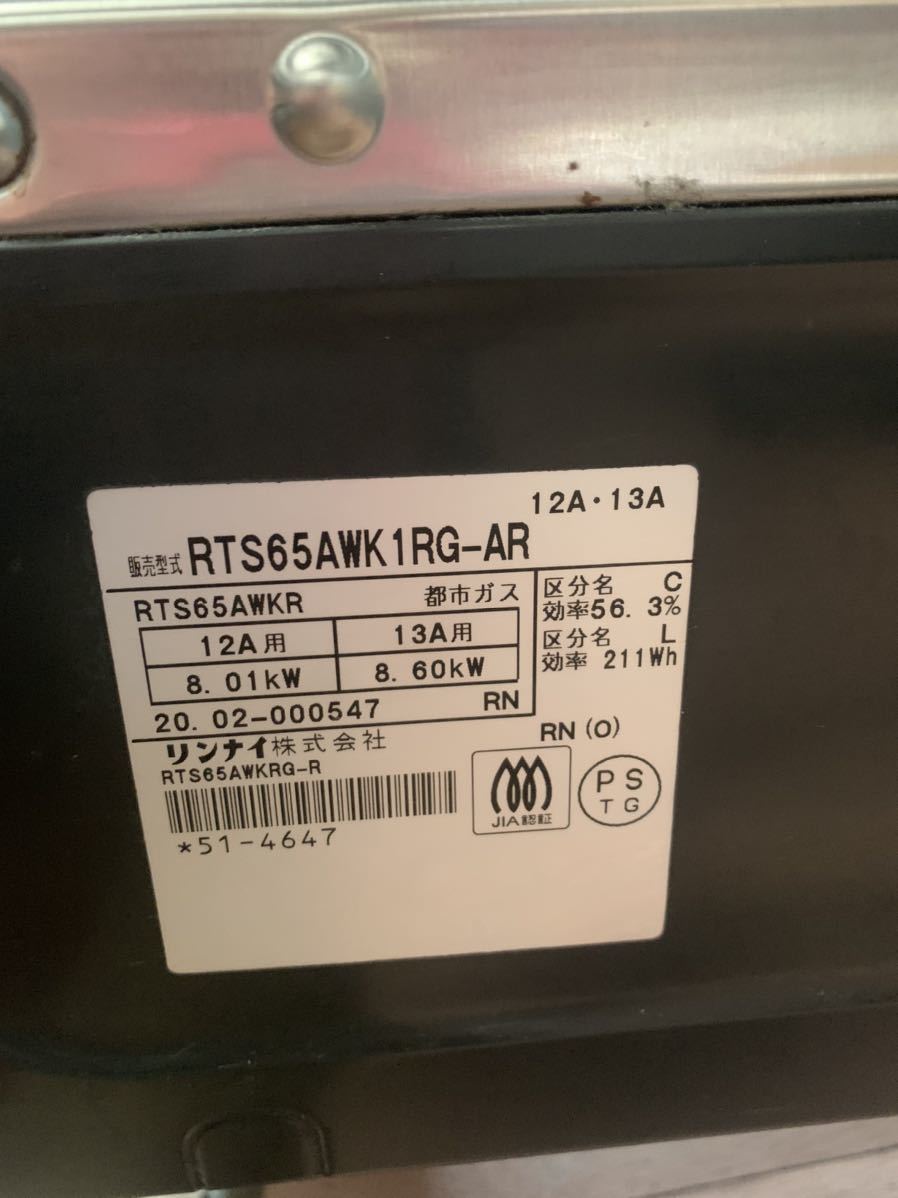 12A・13A
販売型式 RTS65AWK1RG-AR
RTS65AWKR 都市ガス
12A用 13A用
8.01kW 8.60kW
20.02-000547 RN
区分名 C
効率56.3%
区分名 L
効率 211Wh
リンナイ株式会社
RN(O)
RTS65AWKRG-R
*51-4647
JIA認証
PS
TG